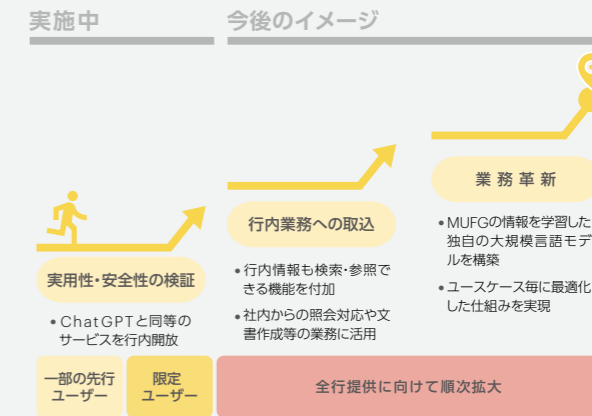 実施中
今後のイメージ
実用性・安全性の検証
• ChatGPTと同等の
サービスを行内開放
行内業務への取込
• 行内情報も検索・参照で
きる機能を付加
• 社内からの照会対応や文
書作成等の業務に活用
業務革新
• MUFGの情報を学習した
独自の大規模言語モデ
ルを構築
• ユースケース毎に最適化
した仕組みを実現
一部の先行
ユーザー
限定
ユーザー
全行提供に向けて順次拡大